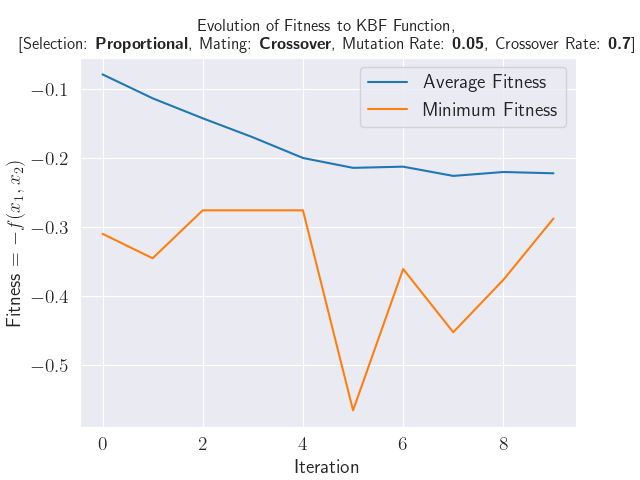 Evolution of Fitness to KBF Function,
[Selection: Proportional, Mating: Crossover, Mutation Rate: 0.05, Crossover Rate: 0.7]
Average Fitness
Minimum Fitness
−0.1
−0.2
−0.3
−0.4
−0.5
Fitness = −f(x₁, x₂)
0 2 4 6 8
Iteration